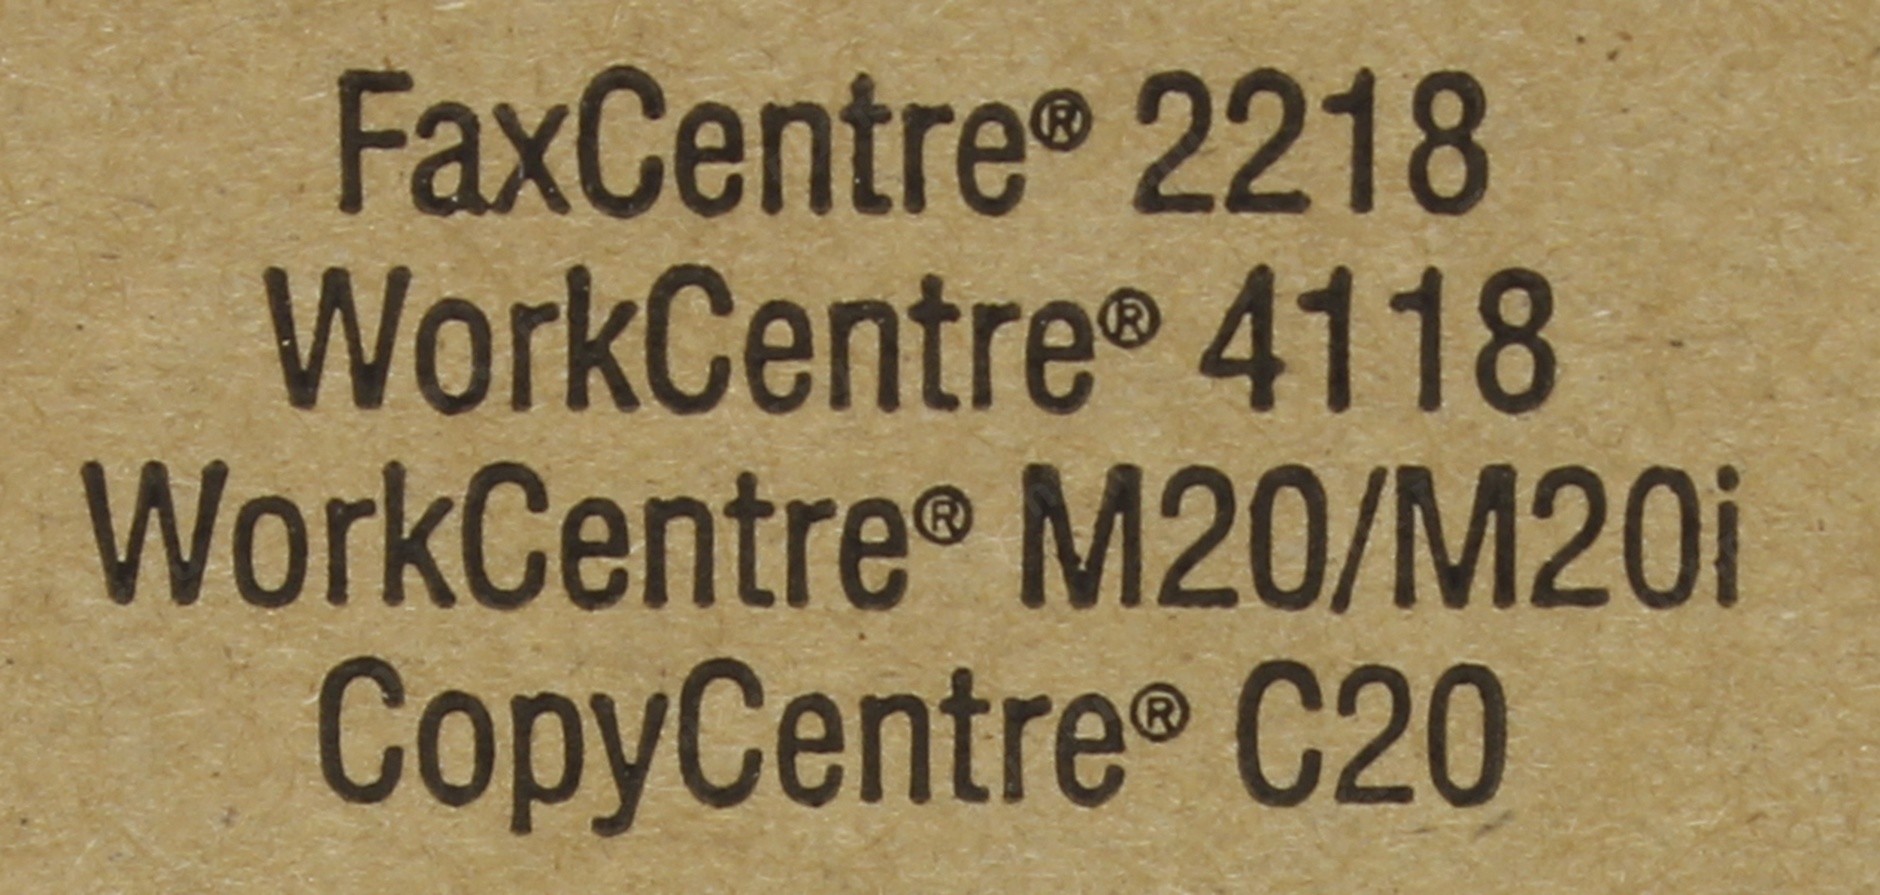 FaxCentre® 2218
WorkCentre® 4118
WorkCentre® M20/M20i
CopyCentre® C20